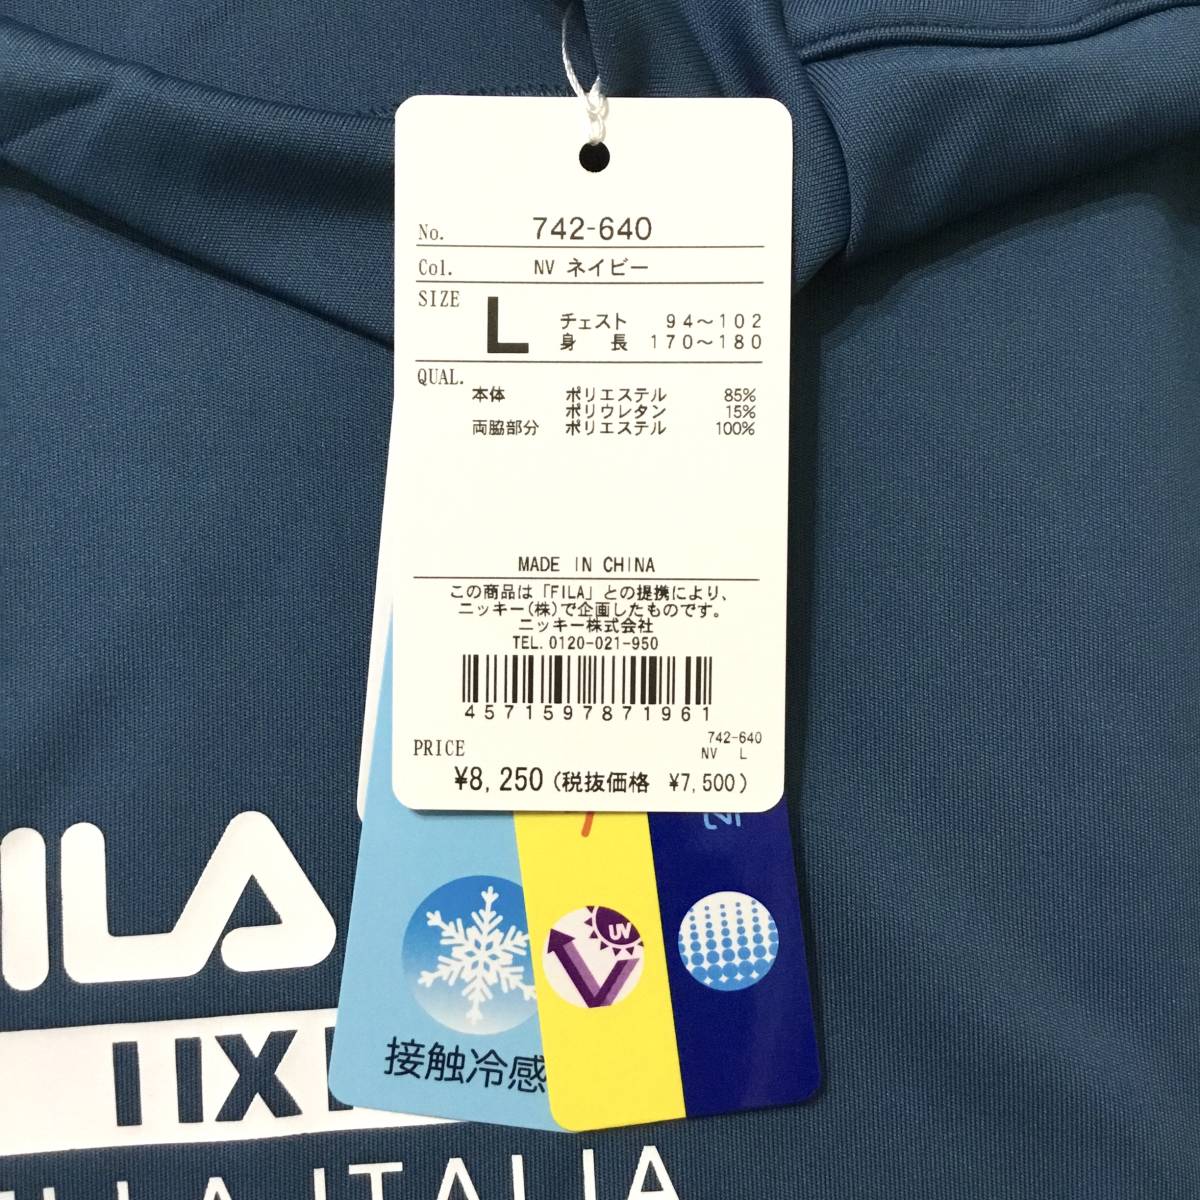 No. 742-640
Col. NV ネイビー
SIZE L チェスト 94～102
身長 170～180
QUAL. 本体 ポリエステル 85%
ポリウレタン 15%
両脇部分 ポリエステル 100%
MADE IN CHINA
この商品は「FILA」との提携により、
ニッキー(株)で企画したものです。
ニッキー株式会社
TEL. 0120-021-950
4571597871961
742-640
NV L
PRICE
¥8,250(税抜価格 ¥7,500)
UV
接触冷感
ILA
ITALIA